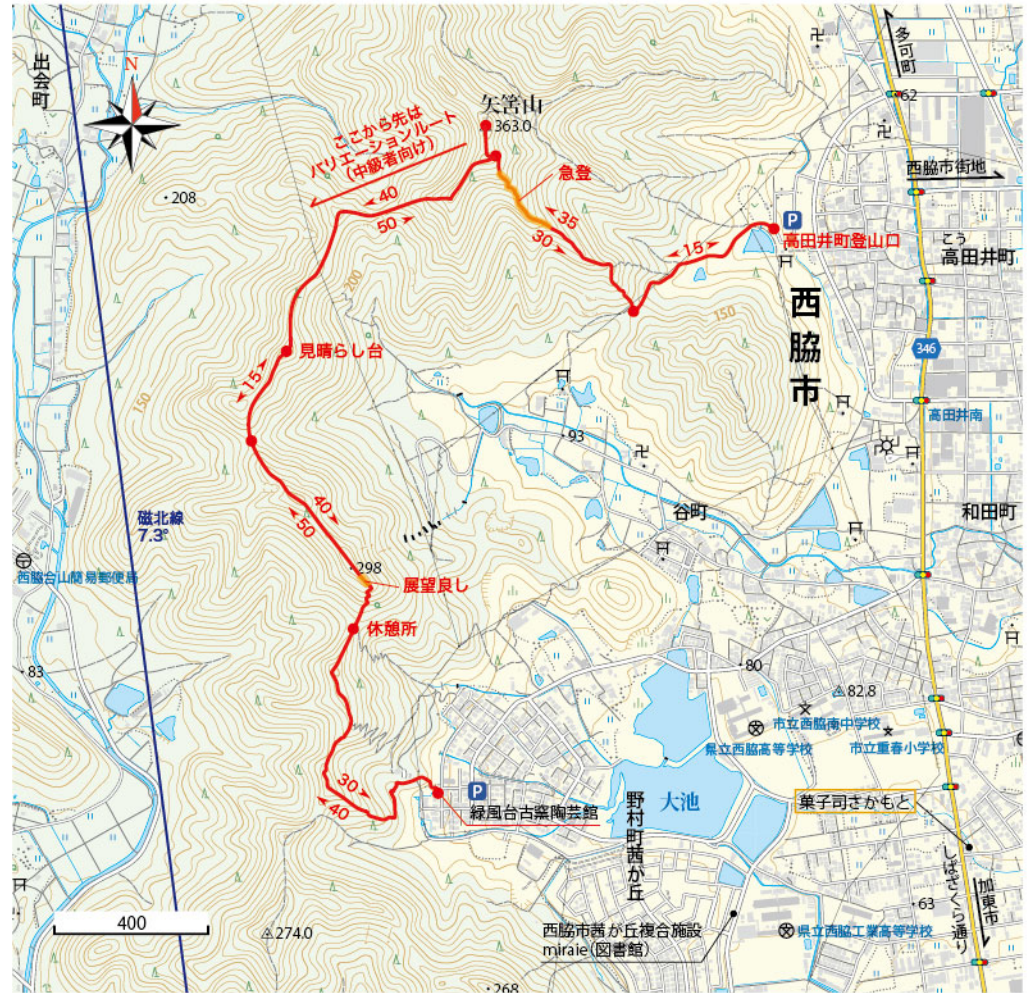 出会町
N
多可町
62
矢筈山
363.0
ここから先は
バリエーションルート
(中級者向け)
西脇市街地
急登
208
40
50
35
30
P
高田井町登山口
15
こう
高田井町
200
150
西脇市
346
見晴らし台
15
150
高田井南
93
40
50
谷町
和田町
磁北線
7.3°
298
西脇台山簡易郵便局
展望良し
休憩所
83
80
82.8
市立西脇南中学校
県立西脇高等学校
市立重春小学校
30
40
P
緑風台古窯陶芸館
大池
野村町茜が丘
菓子司さかもと
しばざくら通り
加東市
63
400
274.0
西脇市茜が丘複合施設
miraie(図書館)
県立西脇工業高等学校
268